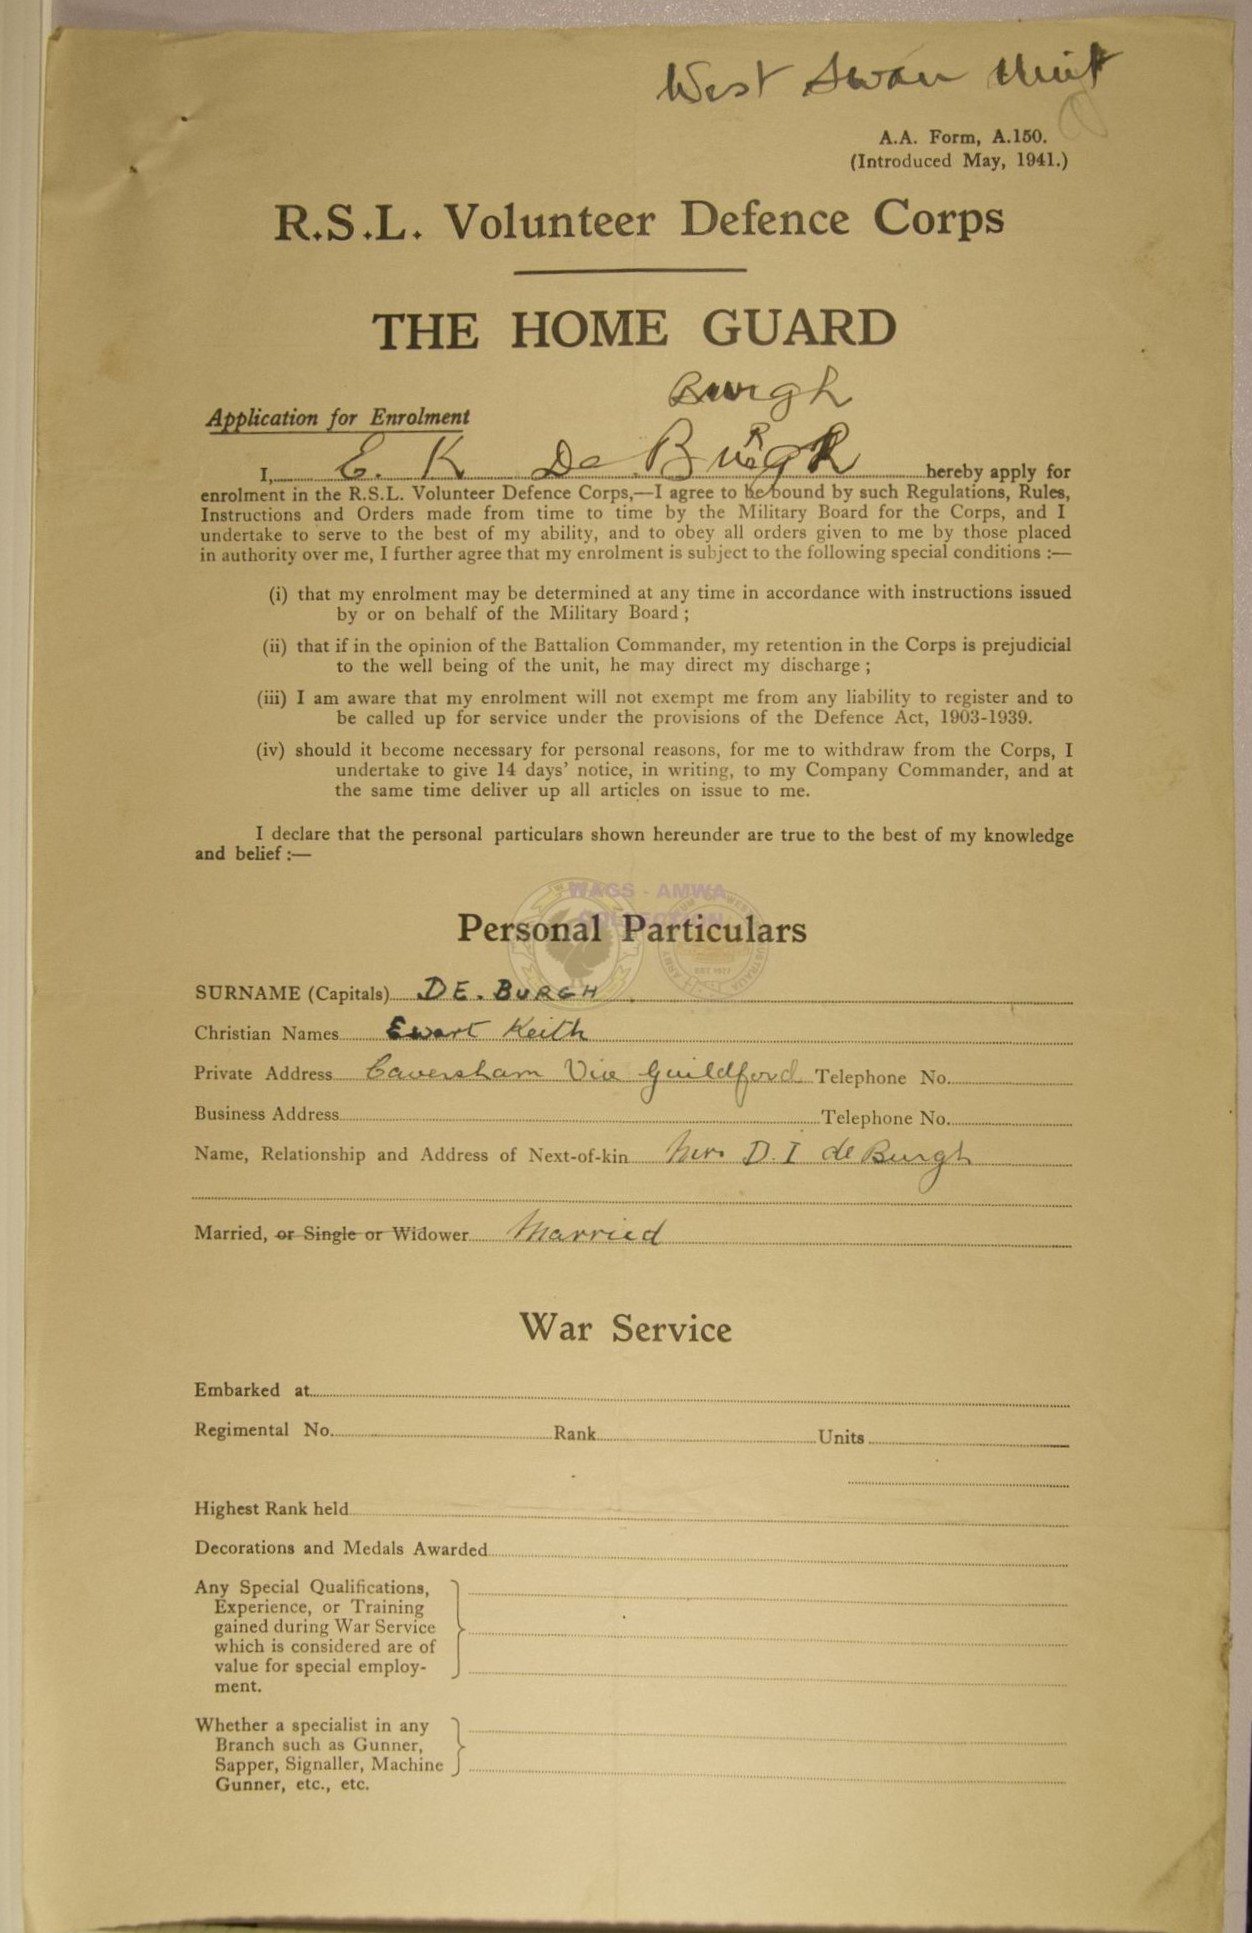 West Swan Unit
A.A. Form, A.150.
(Introduced May, 1941.)
R.S.L. Volunteer Defence Corps
THE HOME GUARD
Burgh
Application for Enrolment
I, E. K De Burgh hereby apply for
enrolment in the R.S.L. Volunteer Defence Corps,—I agree to be bound by such Regulations, Rules,
Instructions and Orders made from time to time by the Military Board for the Corps, and I
undertake to serve to the best of my ability, and to obey all orders given to me by those placed
in authority over me, I further agree that my enrolment is subject to the following special conditions :—
(i) that my enrolment may be determined at any time in accordance with instructions issued
by or on behalf of the Military Board ;
(ii) that if in the opinion of the Battalion Commander, my retention in the Corps is prejudicial
to the well being of the unit, he may direct my discharge ;
(iii) I am aware that my enrolment will not exempt me from any liability to register and to
be called up for service under the provisions of the Defence Act, 1903-1939.
(iv) should it become necessary for personal reasons, for me to withdraw from the Corps, I
undertake to give 14 days' notice, in writing, to my Company Commander, and at
the same time deliver up all articles on issue to me.
I declare that the personal particulars shown hereunder are true to the best of my knowledge
and belief :—
WAGS - AMWA
COLLECTION
Personal Particulars
SURNAME (Capitals) DE. BURGH
Christian Names Ewart Keith
Private Address Caversham Via Guildford Telephone No.
Business Address Telephone No.
Name, Relationship and Address of Next-of-kin Mrs D. I de Burgh
Married, or Single or Widower Married
War Service
Embarked at
Regimental No. Rank Units
Highest Rank held
Decorations and Medals Awarded
Any Special Qualifications,
Experience, or Training
gained during War Service
which is considered are of
value for special employ-
ment.
Whether a specialist in any
Branch such as Gunner,
Sapper, Signaller, Machine
Gunner, etc., etc.